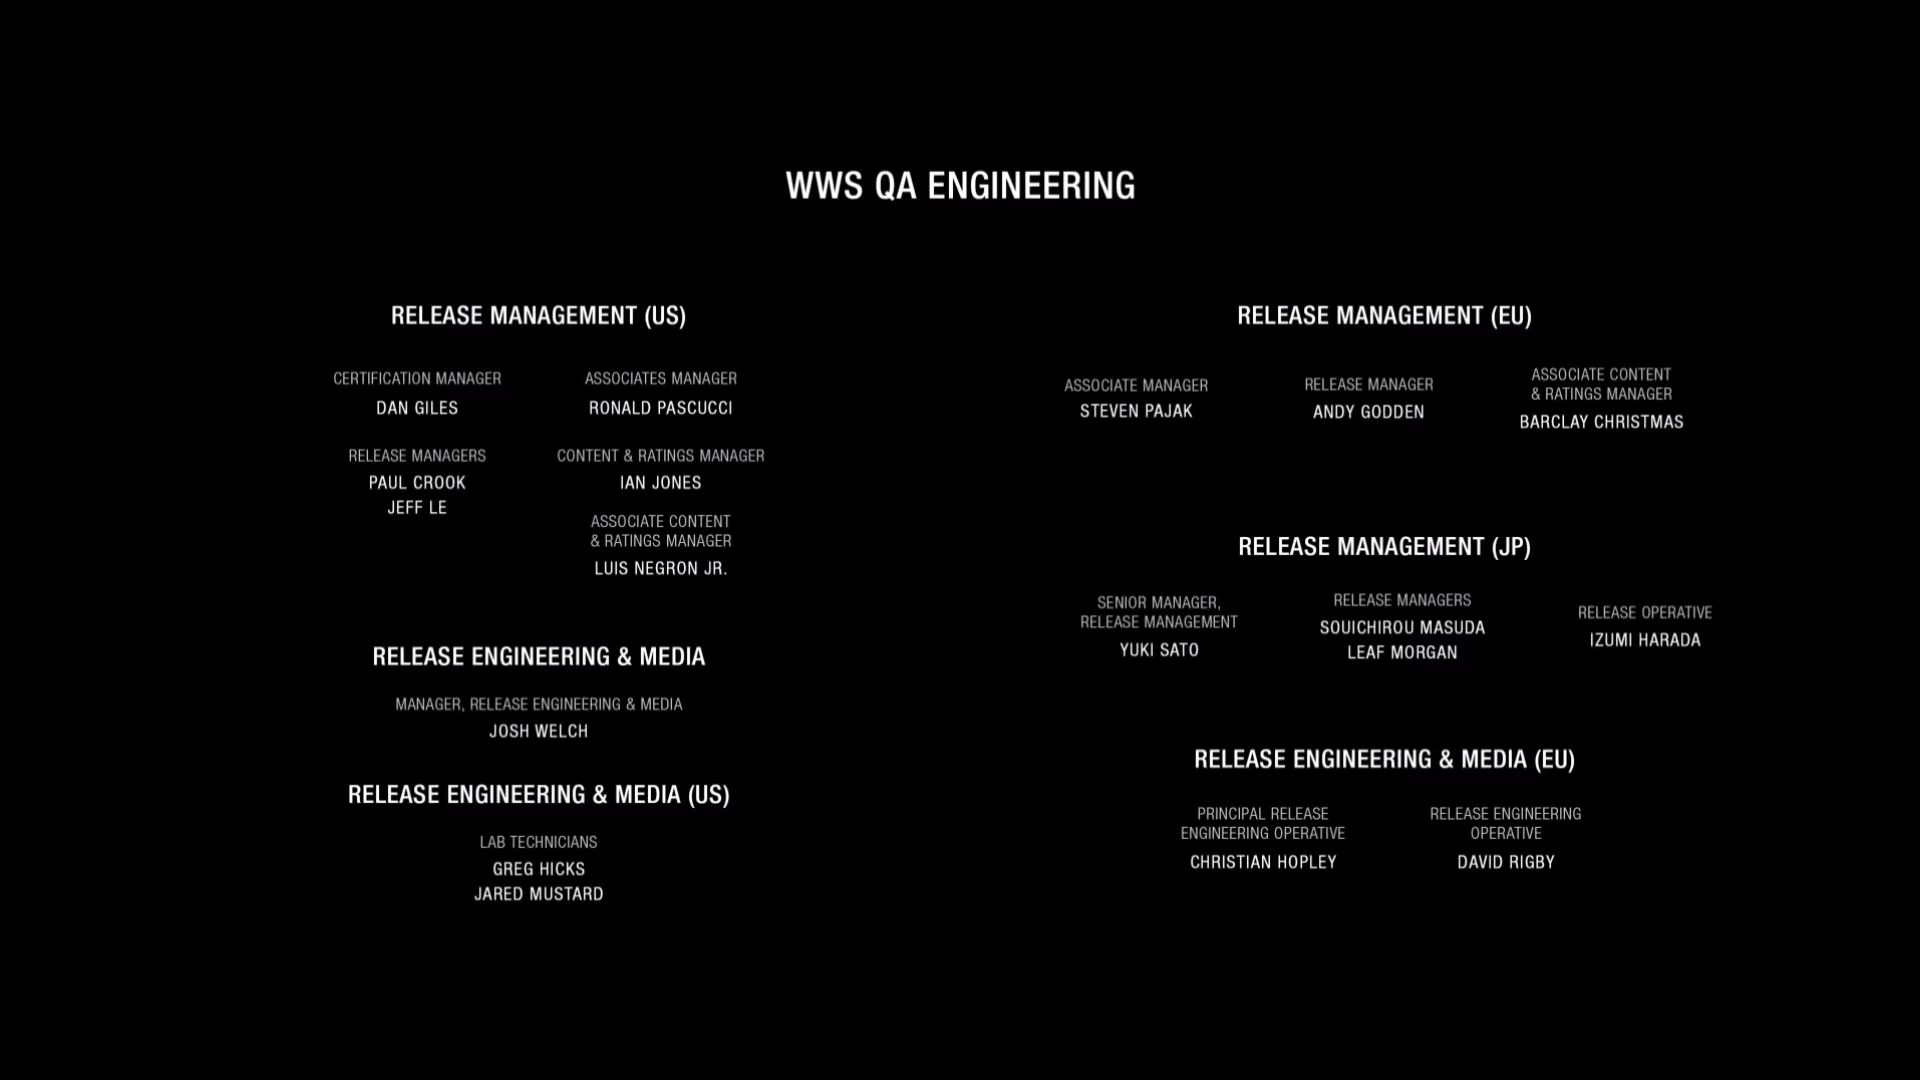 WWS QA ENGINEERING
RELEASE MANAGEMENT (US)
CERTIFICATION MANAGER
DAN GILES
ASSOCIATES MANAGER
RONALD PASCUCCI
RELEASE MANAGERS
PAUL CROOK
JEFF LE
CONTENT & RATINGS MANAGER
IAN JONES
ASSOCIATE CONTENT
& RATINGS MANAGER
LUIS NEGRON JR.
RELEASE ENGINEERING & MEDIA
MANAGER, RELEASE ENGINEERING & MEDIA
JOSH WELCH
RELEASE ENGINEERING & MEDIA (US)
LAB TECHNICIANS
GREG HICKS
JARED MUSTARD
RELEASE MANAGEMENT (EU)
ASSOCIATE MANAGER
STEVEN PAJAK
RELEASE MANAGER
ANDY GODDEN
ASSOCIATE CONTENT
& RATINGS MANAGER
BARCLAY CHRISTMAS
RELEASE MANAGEMENT (JP)
SENIOR MANAGER,
RELEASE MANAGEMENT
YUKI SATO
RELEASE MANAGERS
SOUICHIROU MASUDA
LEAF MORGAN
RELEASE OPERATIVE
IZUMI HARADA
RELEASE ENGINEERING & MEDIA (EU)
PRINCIPAL RELEASE
ENGINEERING OPERATIVE
CHRISTIAN HOPLEY
RELEASE ENGINEERING
OPERATIVE
DAVID RIGBY